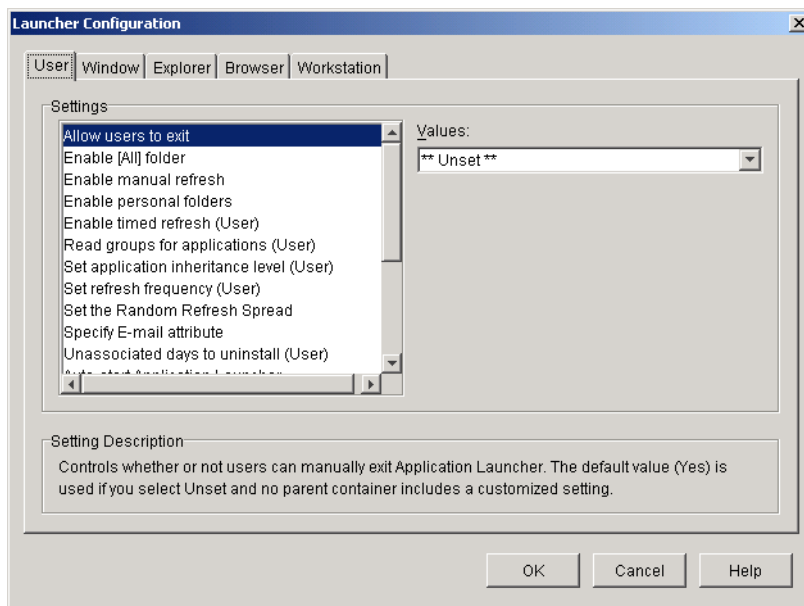 Launcher Configuration
User Window Explorer Browser Workstation
Settings
Allow users to exit
Enable [All] folder
Enable manual refresh
Enable personal folders
Enable timed refresh (User)
Read groups for applications (User)
Set application inheritance level (User)
Set refresh frequency (User)
Set the Random Refresh Spread
Specify E-mail attribute
Unassociated days to uninstall (User)
Auto-start Application Launcher
Values:
** Unset **
Setting Description
Controls whether or not users can manually exit Application Launcher. The default value (Yes) is
used if you select Unset and no parent container includes a customized setting.
OK Cancel Help